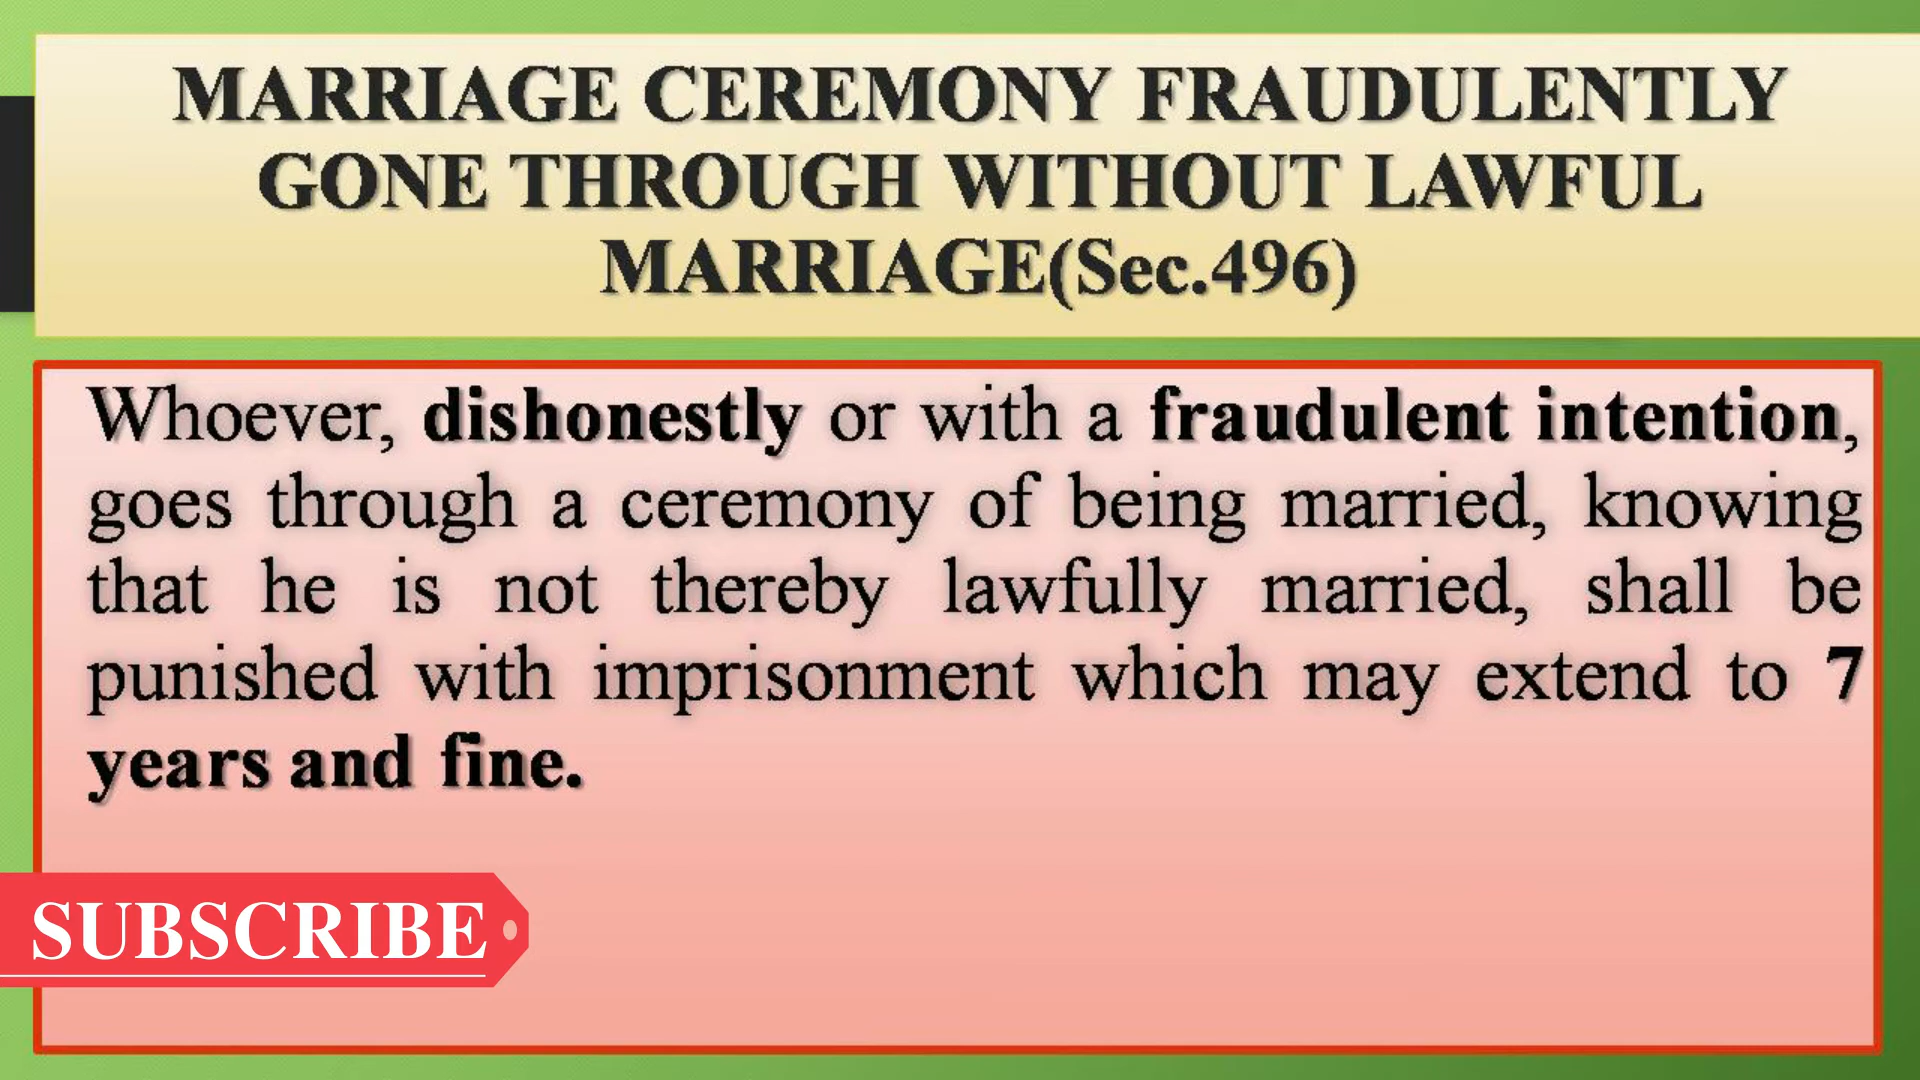 MARRIAGE CEREMONY FRAUDULENTLY
GONE THROUGH WITHOUT LAWFUL
MARRIAGE(Sec.496)
Whoever, dishonestly or with a fraudulent intention,
goes through a ceremony of being married, knowing
that he is not thereby lawfully married, shall be
punished with imprisonment which may extend to 7
years and fine.
SUBSCRIBE